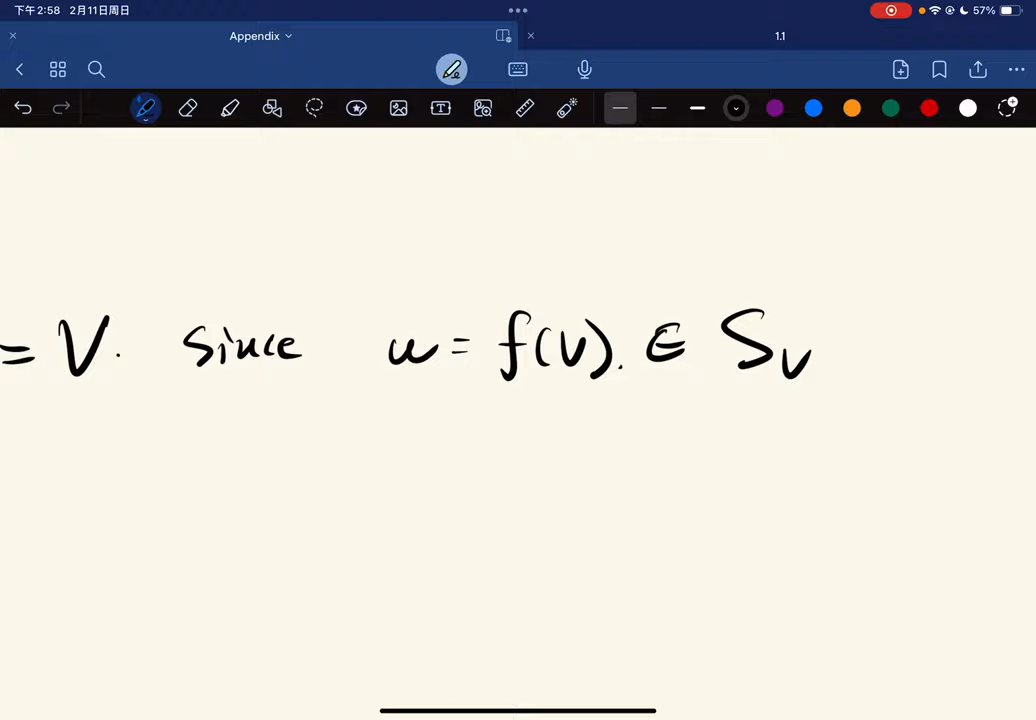 下午2:58 2月11日周日
57%
Appendix
1.1
= V. since w = f(v). ∈ S_v